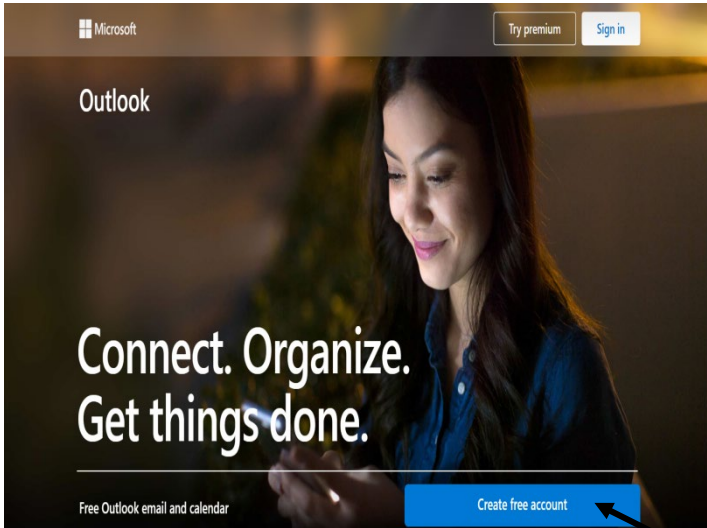 Microsoft
Try premium
Sign in
Outlook
Connect. Organize.
Get things done.
Free Outlook email and calendar
Create free account